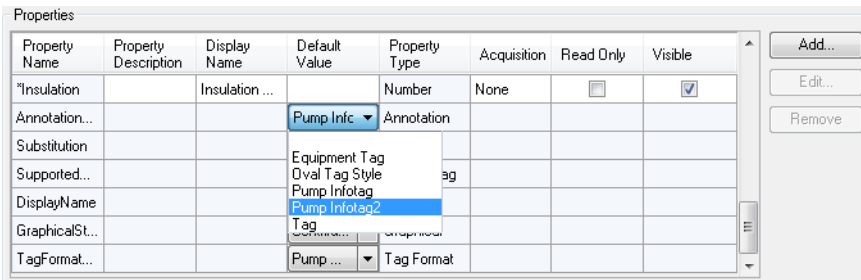 Properties
Property Name Property Description Display Name Default Value Property Type Acquisition Read Only Visible
*Insulation Insulation ... Number None
Annotation... Pump Infc Annotation
Substitution
Equipment Tag
Supported... Oval Tag Style ag
Pump Infotag
DisplayName Pump Infotag2
GraphicalSt... Tag
TagFormat... Pump ... Tag Format
Add...
Edit...
Remove